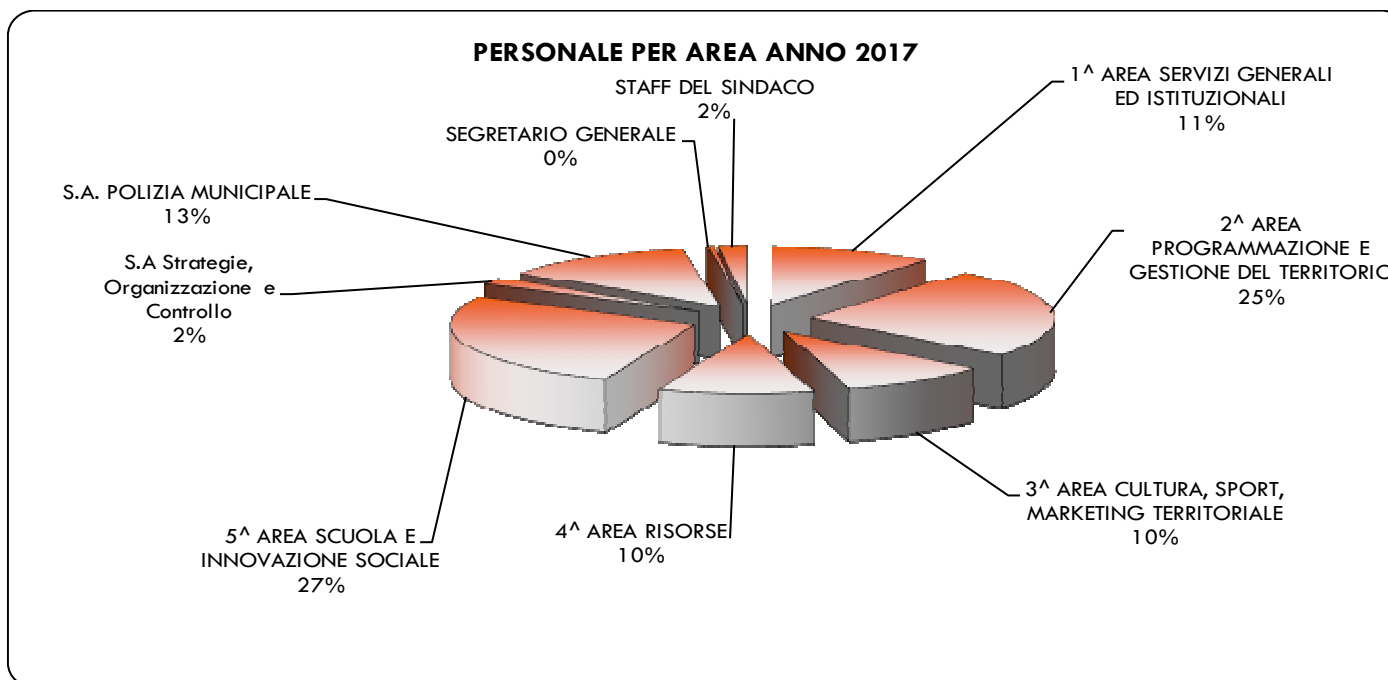 PERSONALE PER AREA ANNO 2017
STAFF DEL SINDACO
2%
1^ AREA SERVIZI GENERALI
ED ISTITUZIONALI
11%
SEGRETARIO GENERALE
0%
S.A. POLIZIA MUNICIPALE
13%
2^ AREA
PROGRAMMAZIONE E
GESTIONE DEL TERRITORIO
25%
S.A Strategie,
Organizzazione e
Controllo
2%
3^ AREA CULTURA, SPORT,
MARKETING TERRITORIALE
10%
4^ AREA RISORSE
10%
5^ AREA SCUOLA E
INNOVAZIONE SOCIALE
27%